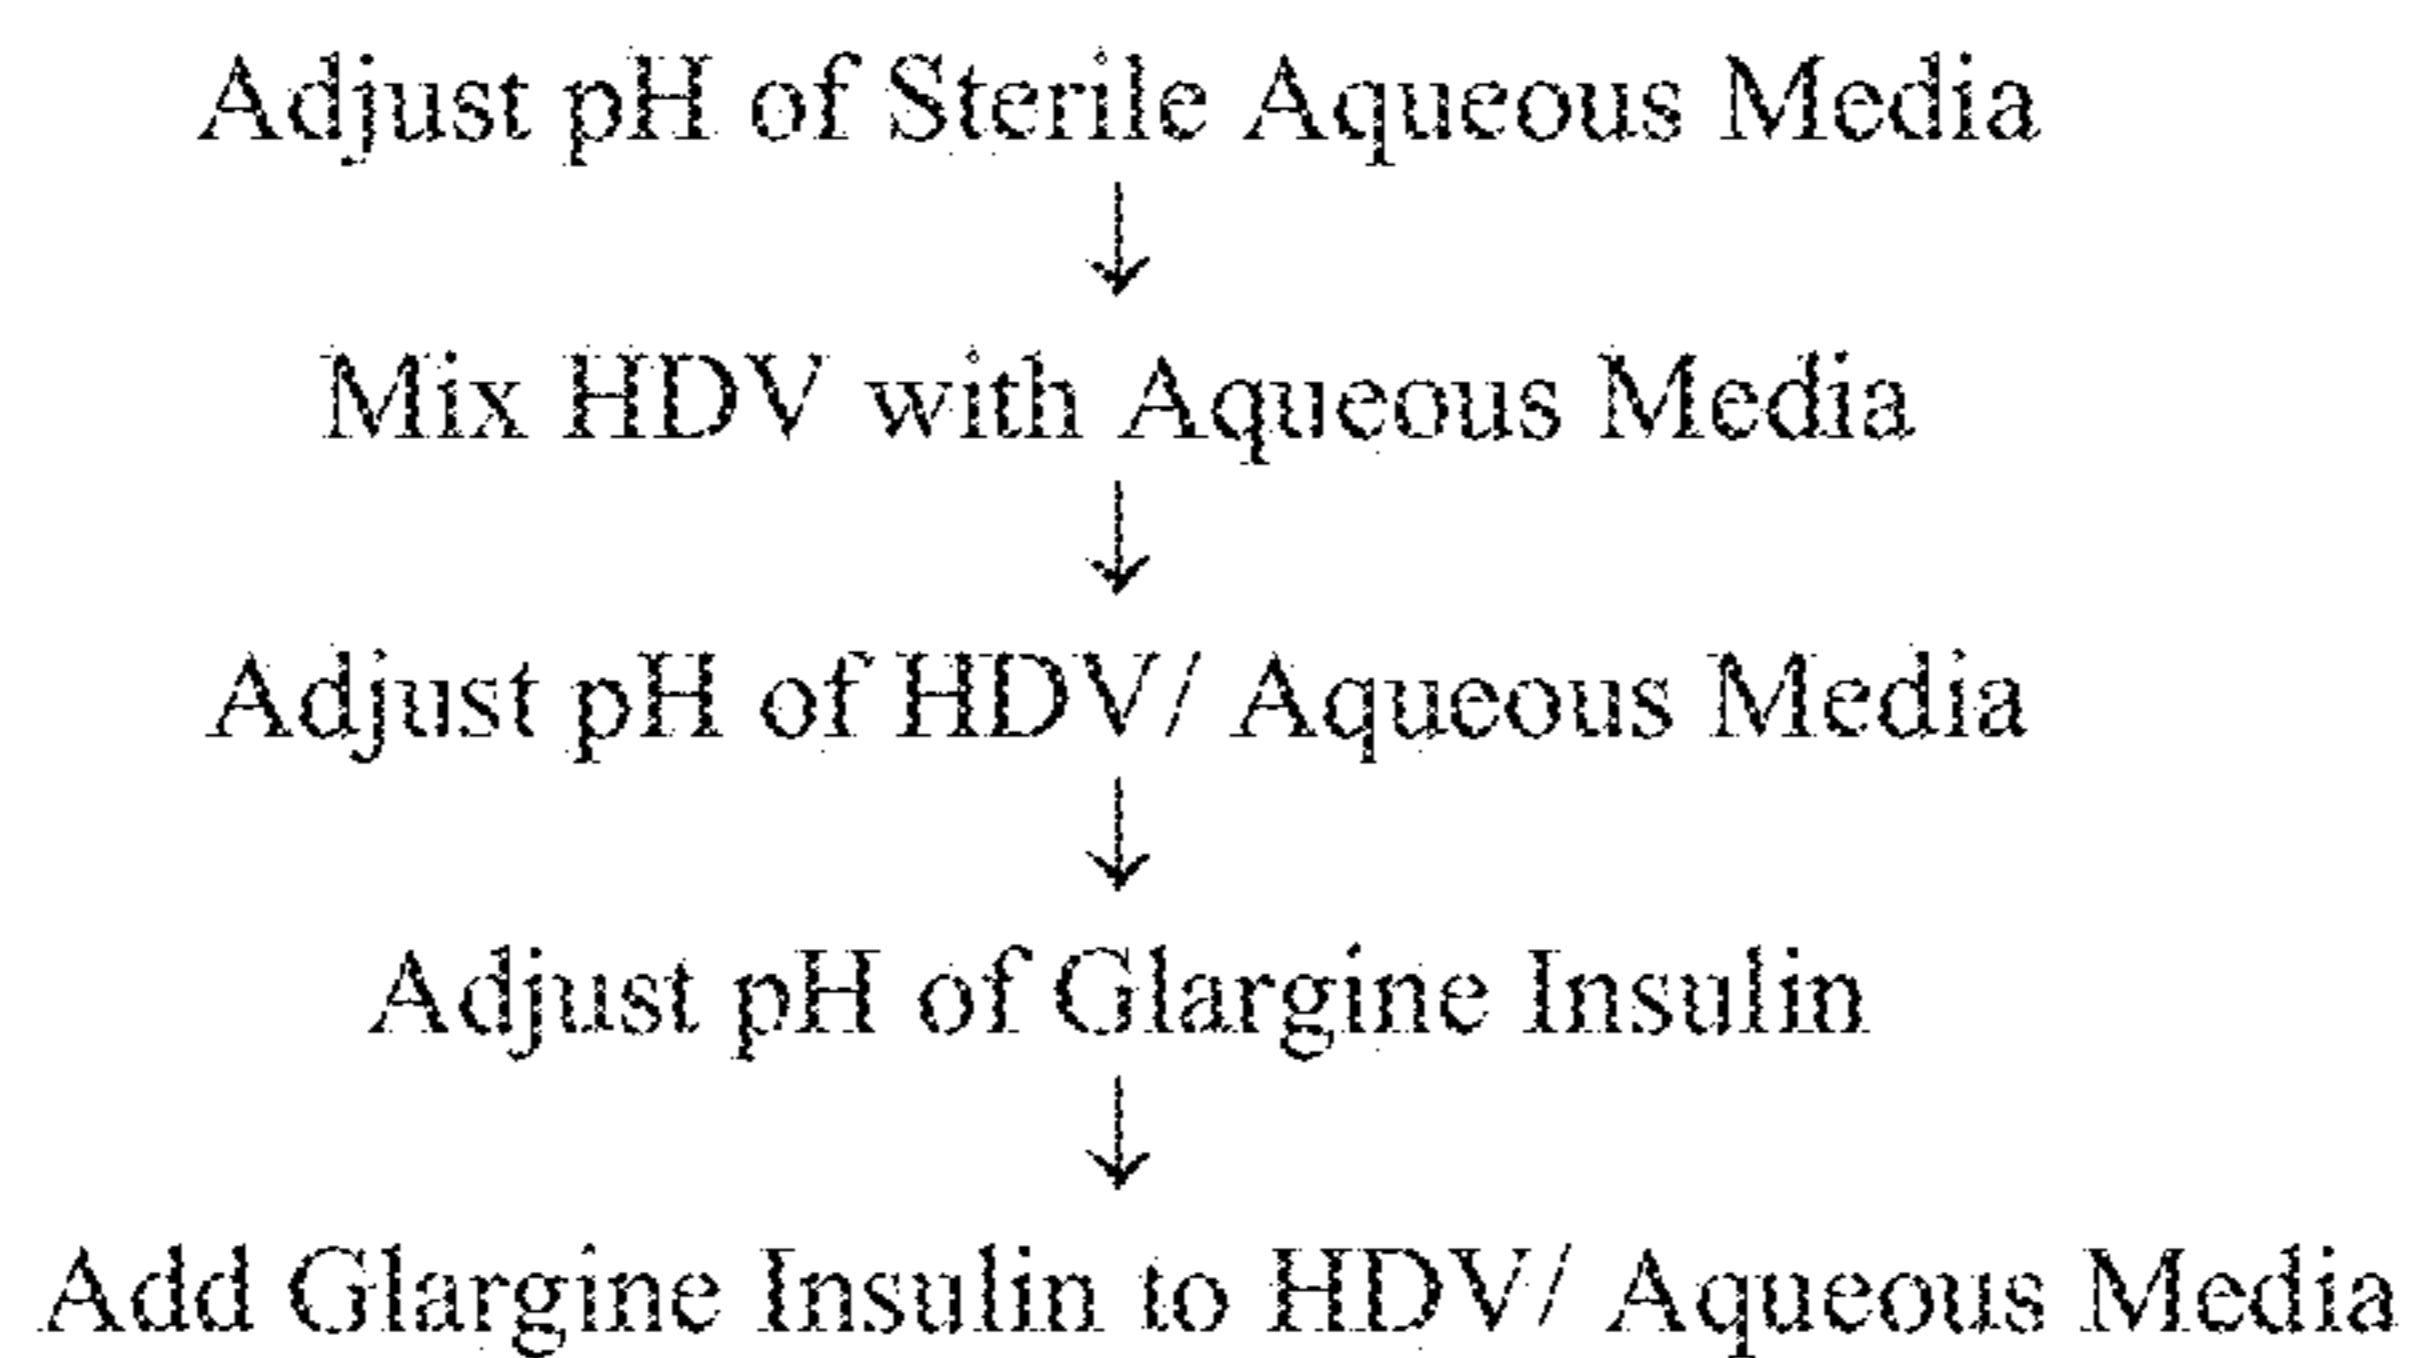 Adjust pH of Sterile Aqueous Media
Mix HDV with Aqueous Media
Adjust pH of HDV/ Aqueous Media
Adjust pH of Glargine Insulin
Add Glargine Insulin to HDV/ Aqueous Media